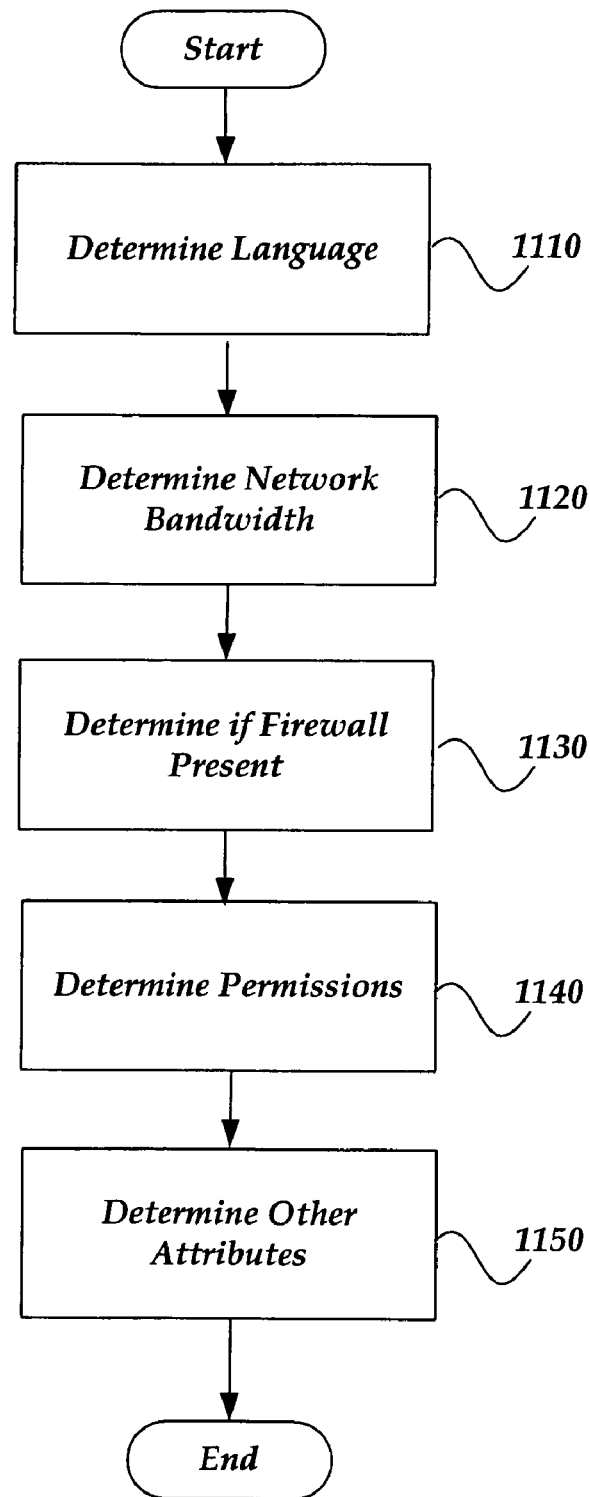 Start
Determine Language
1110
Determine Network
Bandwidth
1120
Determine if Firewall
Present
1130
Determine Permissions
1140
Determine Other
Attributes
1150
End